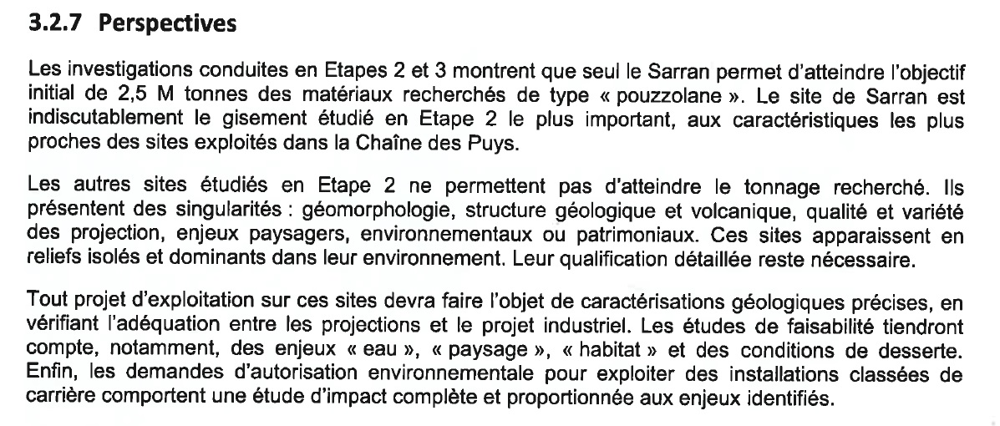 3.2.7 Perspectives
Les investigations conduites en Etapes 2 et 3 montrent que seul le Sarran permet d'atteindre l'objectif
initial de 2,5 M tonnes des matériaux recherchés de type « pouzzolane ». Le site de Sarran est
indiscutablement le gisement étudié en Etape 2 le plus important, aux caractéristiques les plus
proches des sites exploités dans la Chaîne des Puys.
Les autres sites étudiés en Etape 2 ne permettent pas d'atteindre le tonnage recherché. Ils
présentent des singularités : géomorphologie, structure géologique et volcanique, qualité et variété
des projection, enjeux paysagers, environnementaux ou patrimoniaux. Ces sites apparaissent en
reliefs isolés et dominants dans leur environnement. Leur qualification détaillée reste nécessaire.
Tout projet d'exploitation sur ces sites devra faire l'objet de caractérisations géologiques précises, en
vérifiant l'adéquation entre les projections et le projet industriel. Les études de faisabilité tiendront
compte, notamment, des enjeux « eau », « paysage », « habitat » et des conditions de desserte.
Enfin, les demandes d'autorisation environnementale pour exploiter des installations classées de
carrière comportent une étude d'impact complète et proportionnée aux enjeux identifiés.